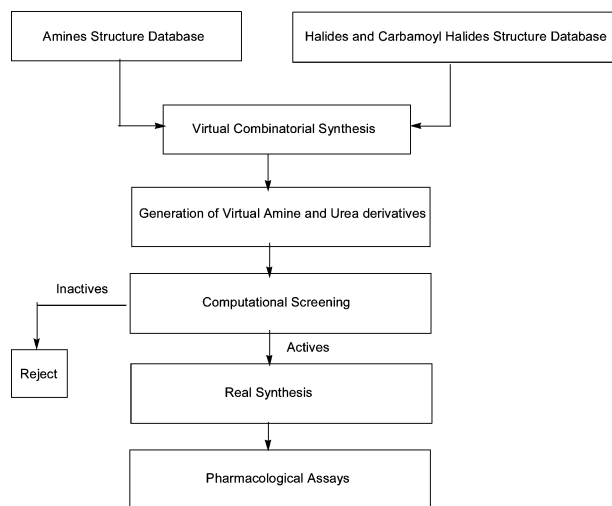 Amines Structure Database
Halides and Carbamoyl Halides Structure Database
Virtual Combinatorial Synthesis
Generation of Virtual Amine and Urea derivatives
Inactives
Computational Screening
Actives
Reject
Real Synthesis
Pharmacological Assays